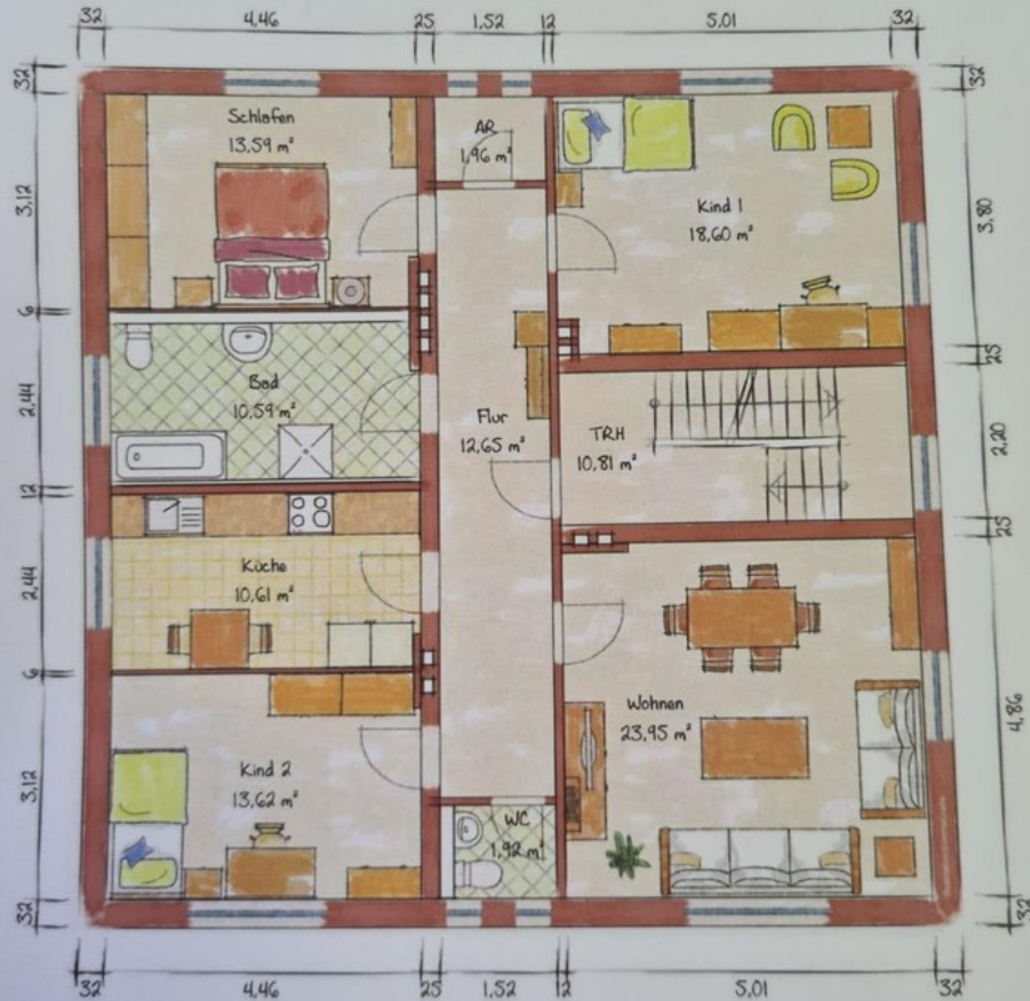 32
4,46
25
1,52
12
5,01
32
32
3,12
6
2,44
12
2,44
6
3,12
32
Schlafen
13,59 m²
AR
1,96 m²
Kind 1
18,60 m²
Bad
10,59 m²
Flur
12,65 m²
TRH
10,81 m²
Küche
10,61 m²
Wohnen
23,95 m²
Kind 2
13,62 m²
WC
1,92 m²
32
3,80
25
2,20
25
4,86
32
32
4,46
25
1,52
12
5,01
32